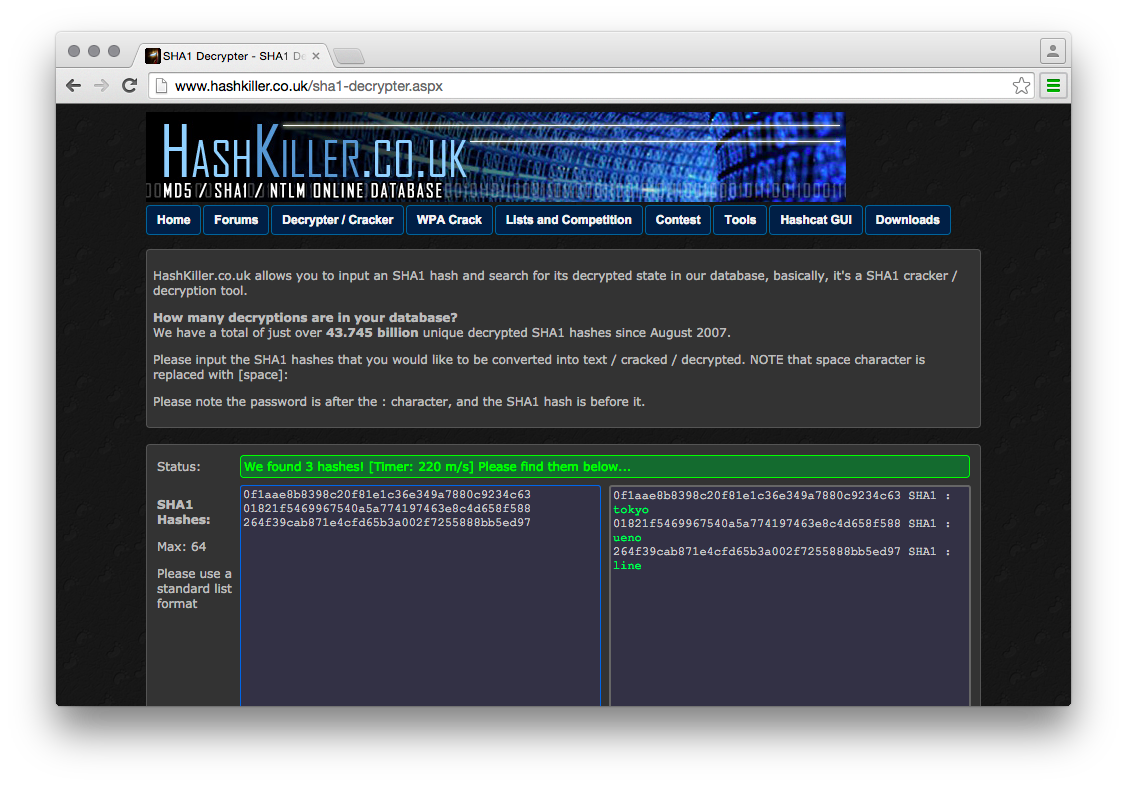 SHA1 Decrypter - SHA1 De
www.hashkiller.co.uk/sha1-decrypter.aspx
HashKiller.co.uk
MD5 / SHA1 / NTLM ONLINE DATABASE
Home Forums Decrypter / Cracker WPA Crack Lists and Competition Contest Tools Hashcat GUI Downloads
HashKiller.co.uk allows you to input an SHA1 hash and search for its decrypted state in our database, basically, it's a SHA1 cracker /
decryption tool.
How many decryptions are in your database?
We have a total of just over 43.745 billion unique decrypted SHA1 hashes since August 2007.
Please input the SHA1 hashes that you would like to be converted into text / cracked / decrypted. NOTE that space character is
replaced with [space]:
Please note the password is after the : character, and the SHA1 hash is before it.
Status:
We found 3 hashes! [Timer: 220 m/s] Please find them below...
SHA1
Hashes:
Max: 64
Please use a
standard list
format
0f1aae8b8398c20f81e1c36e349a7880c9234c63
01821f5469967540a5a774197463e8c4d658f588
264f39cab871e4cfd65b3a002f7255888bb5ed97
0f1aae8b8398c20f81e1c36e349a7880c9234c63 SHA1 :
tokyo
01821f5469967540a5a774197463e8c4d658f588 SHA1 :
ueno
264f39cab871e4cfd65b3a002f7255888bb5ed97 SHA1 :
line